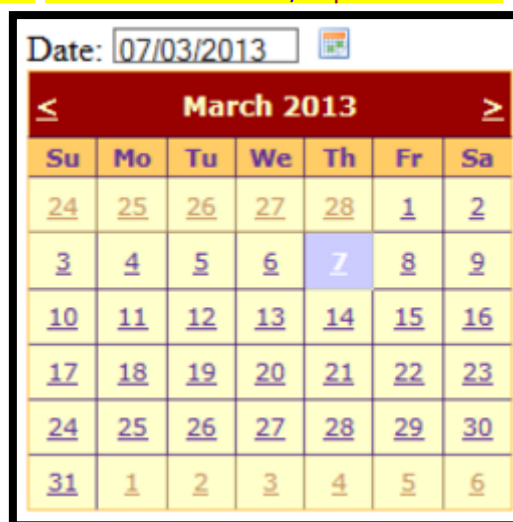 Date: 07/03/2013
< March 2013 >
Su Mo Tu We Th Fr Sa
24 25 26 27 28 1 2
3 4 5 6 7 8 9
10 11 12 13 14 15 16
17 18 19 20 21 22 23
24 25 26 27 28 29 30
31 1 2 3 4 5 6